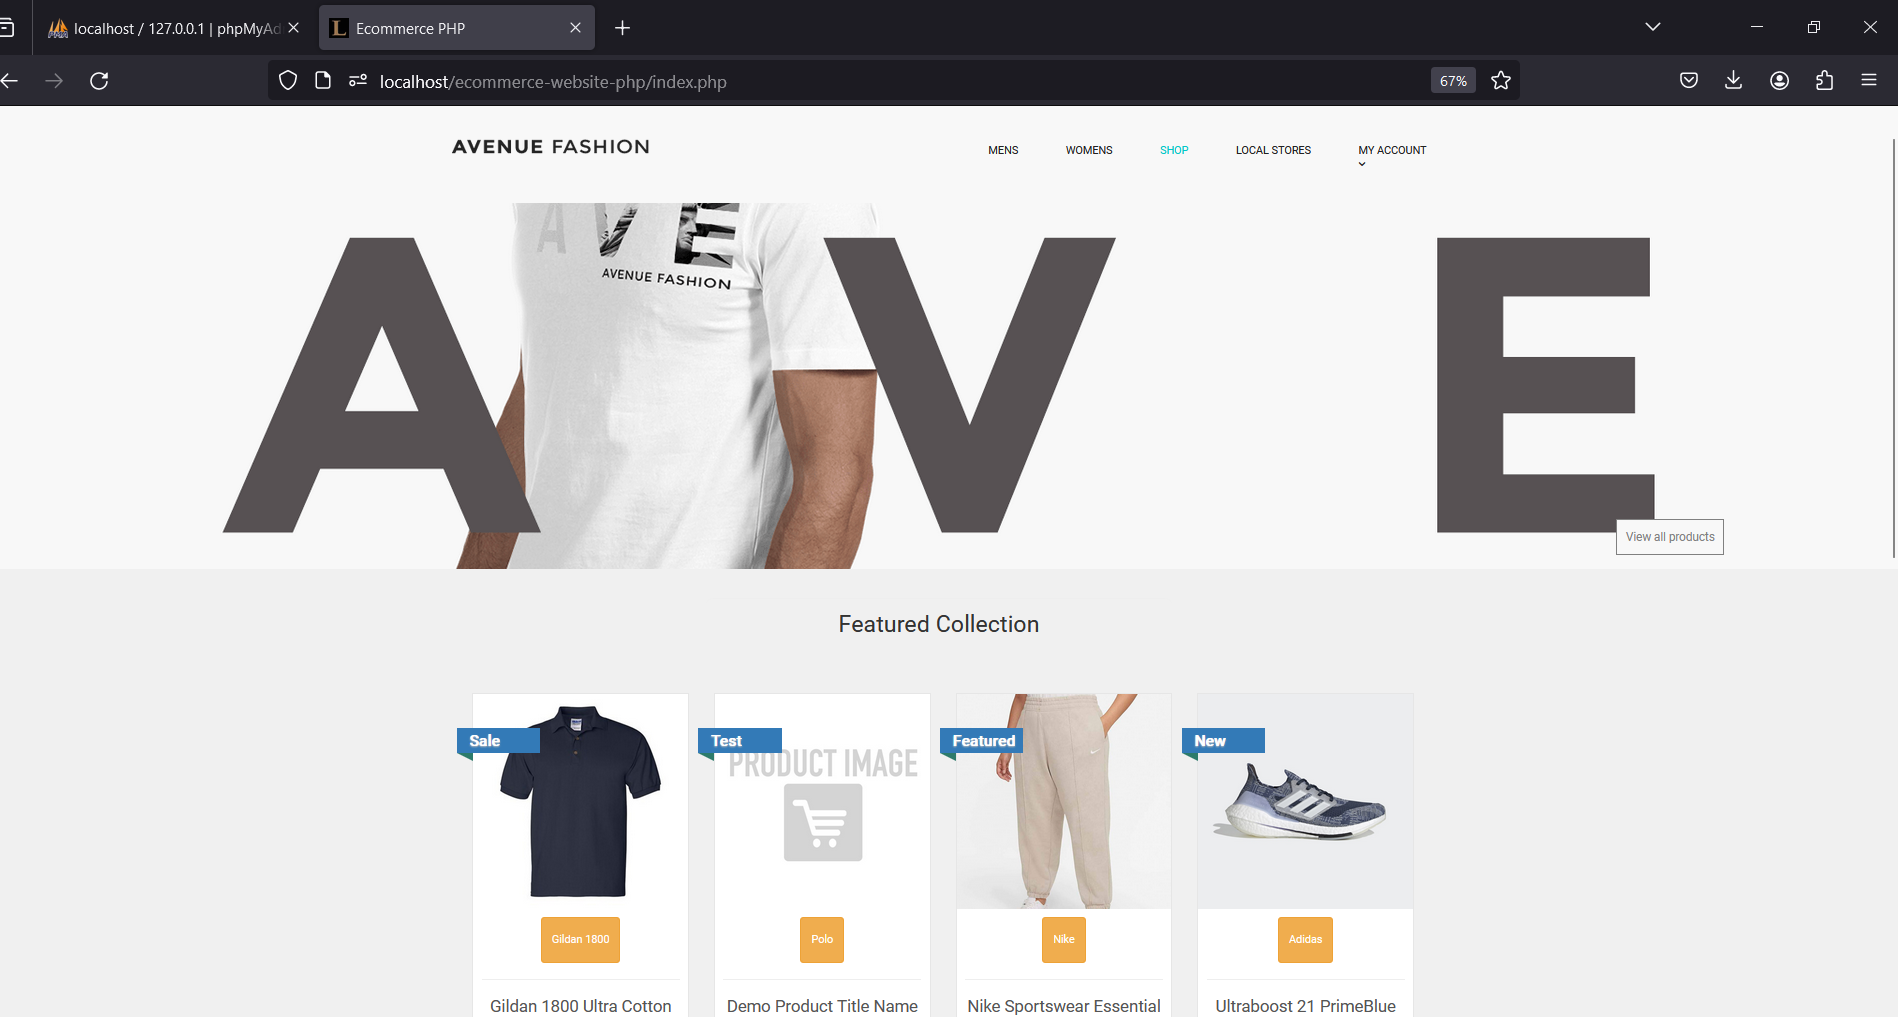 localhost / 127.0.0.1 | phpMyAd
Ecommerce PHP
localhost/ecommerce-website-php/index.php
67%
AVENUE FASHION
MENS
WOMENS
SHOP
LOCAL STORES
MY ACCOUNT
AVE
AVENUE FASHION
A V E
View all products
Featured Collection
Sale
Test
Featured
New
PRODUCT IMAGE
Gildan 1800
Polo
Nike
Adidas
Gildan 1800 Ultra Cotton
Demo Product Title Name
Nike Sportswear Essential
Ultraboost 21 PrimeBlue